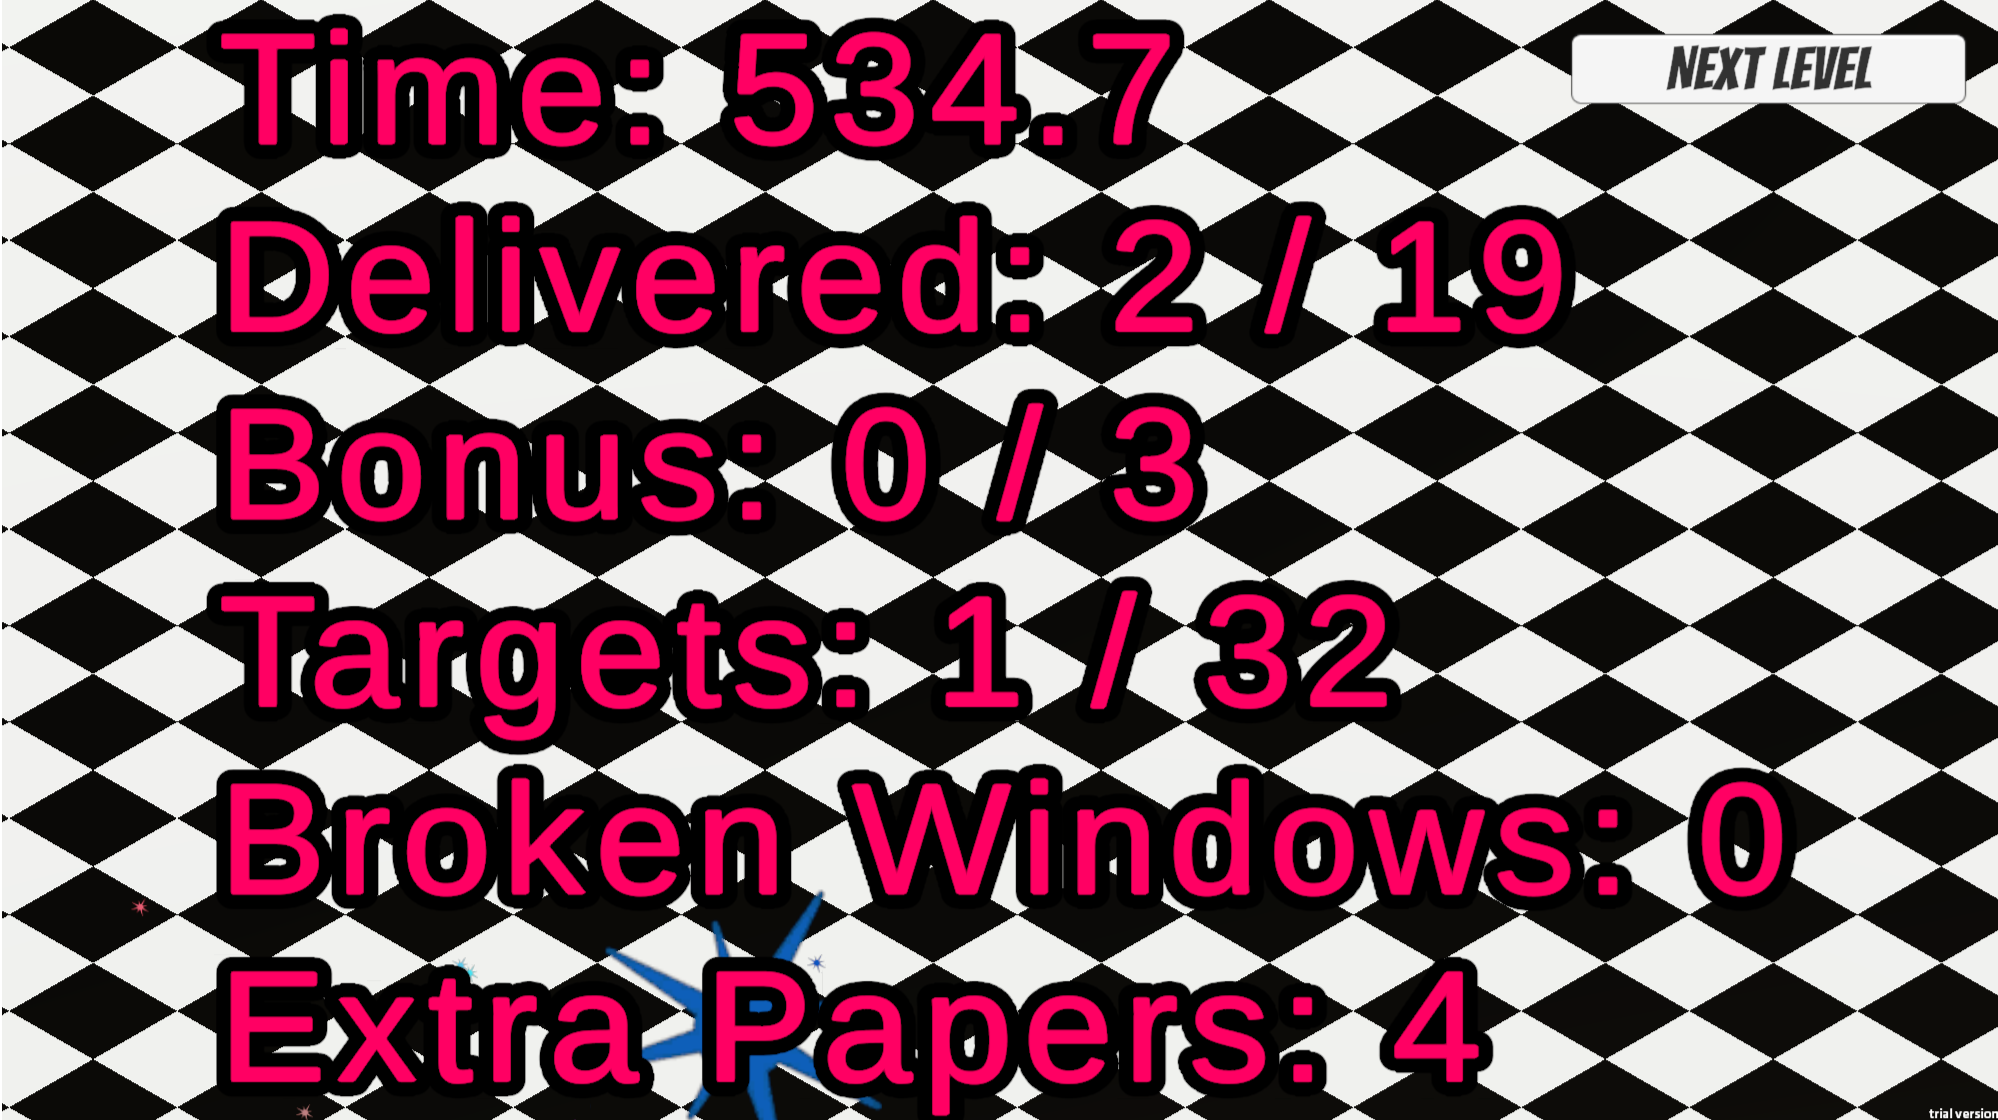 Time: 534.7
NEXT LEVEL
Delivered: 2 / 19
Bonus: 0 / 3
Targets: 1 / 32
Broken Windows: 0
Extra Papers: 4
trial version